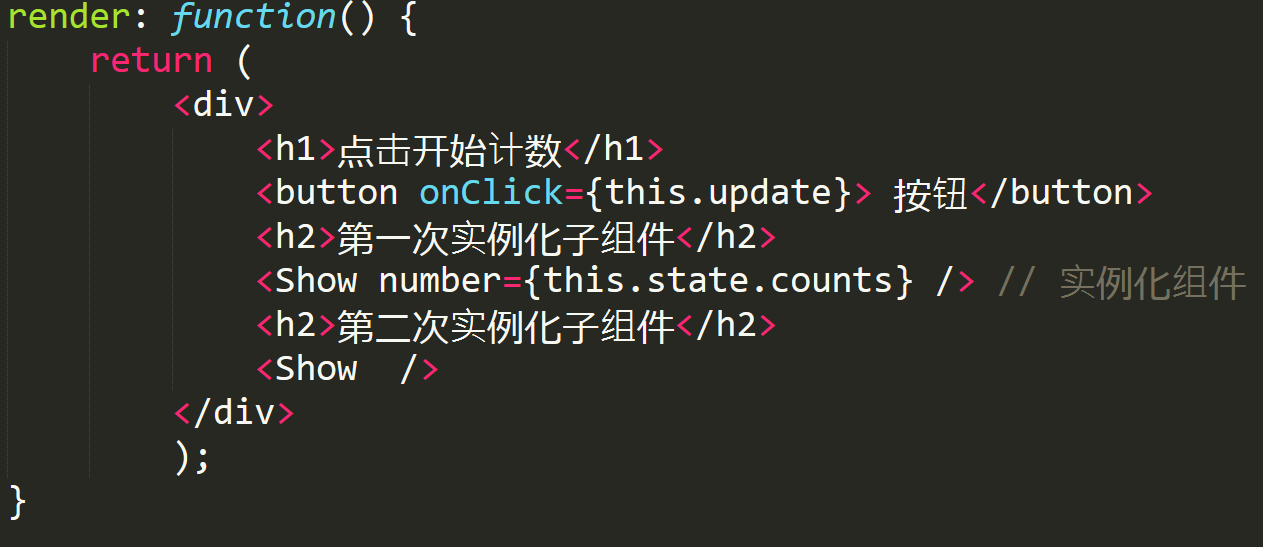 render: function() {
    return (
        <div>
            <h1>点击开始计数</h1>
            <button onClick={this.update}> 按钮</button>
            <h2>第一次实例化子组件</h2>
            <Show number={this.state.counts} /> // 实例化组件
            <h2>第二次实例化子组件</h2>
            <Show  />
        </div>
        );
}